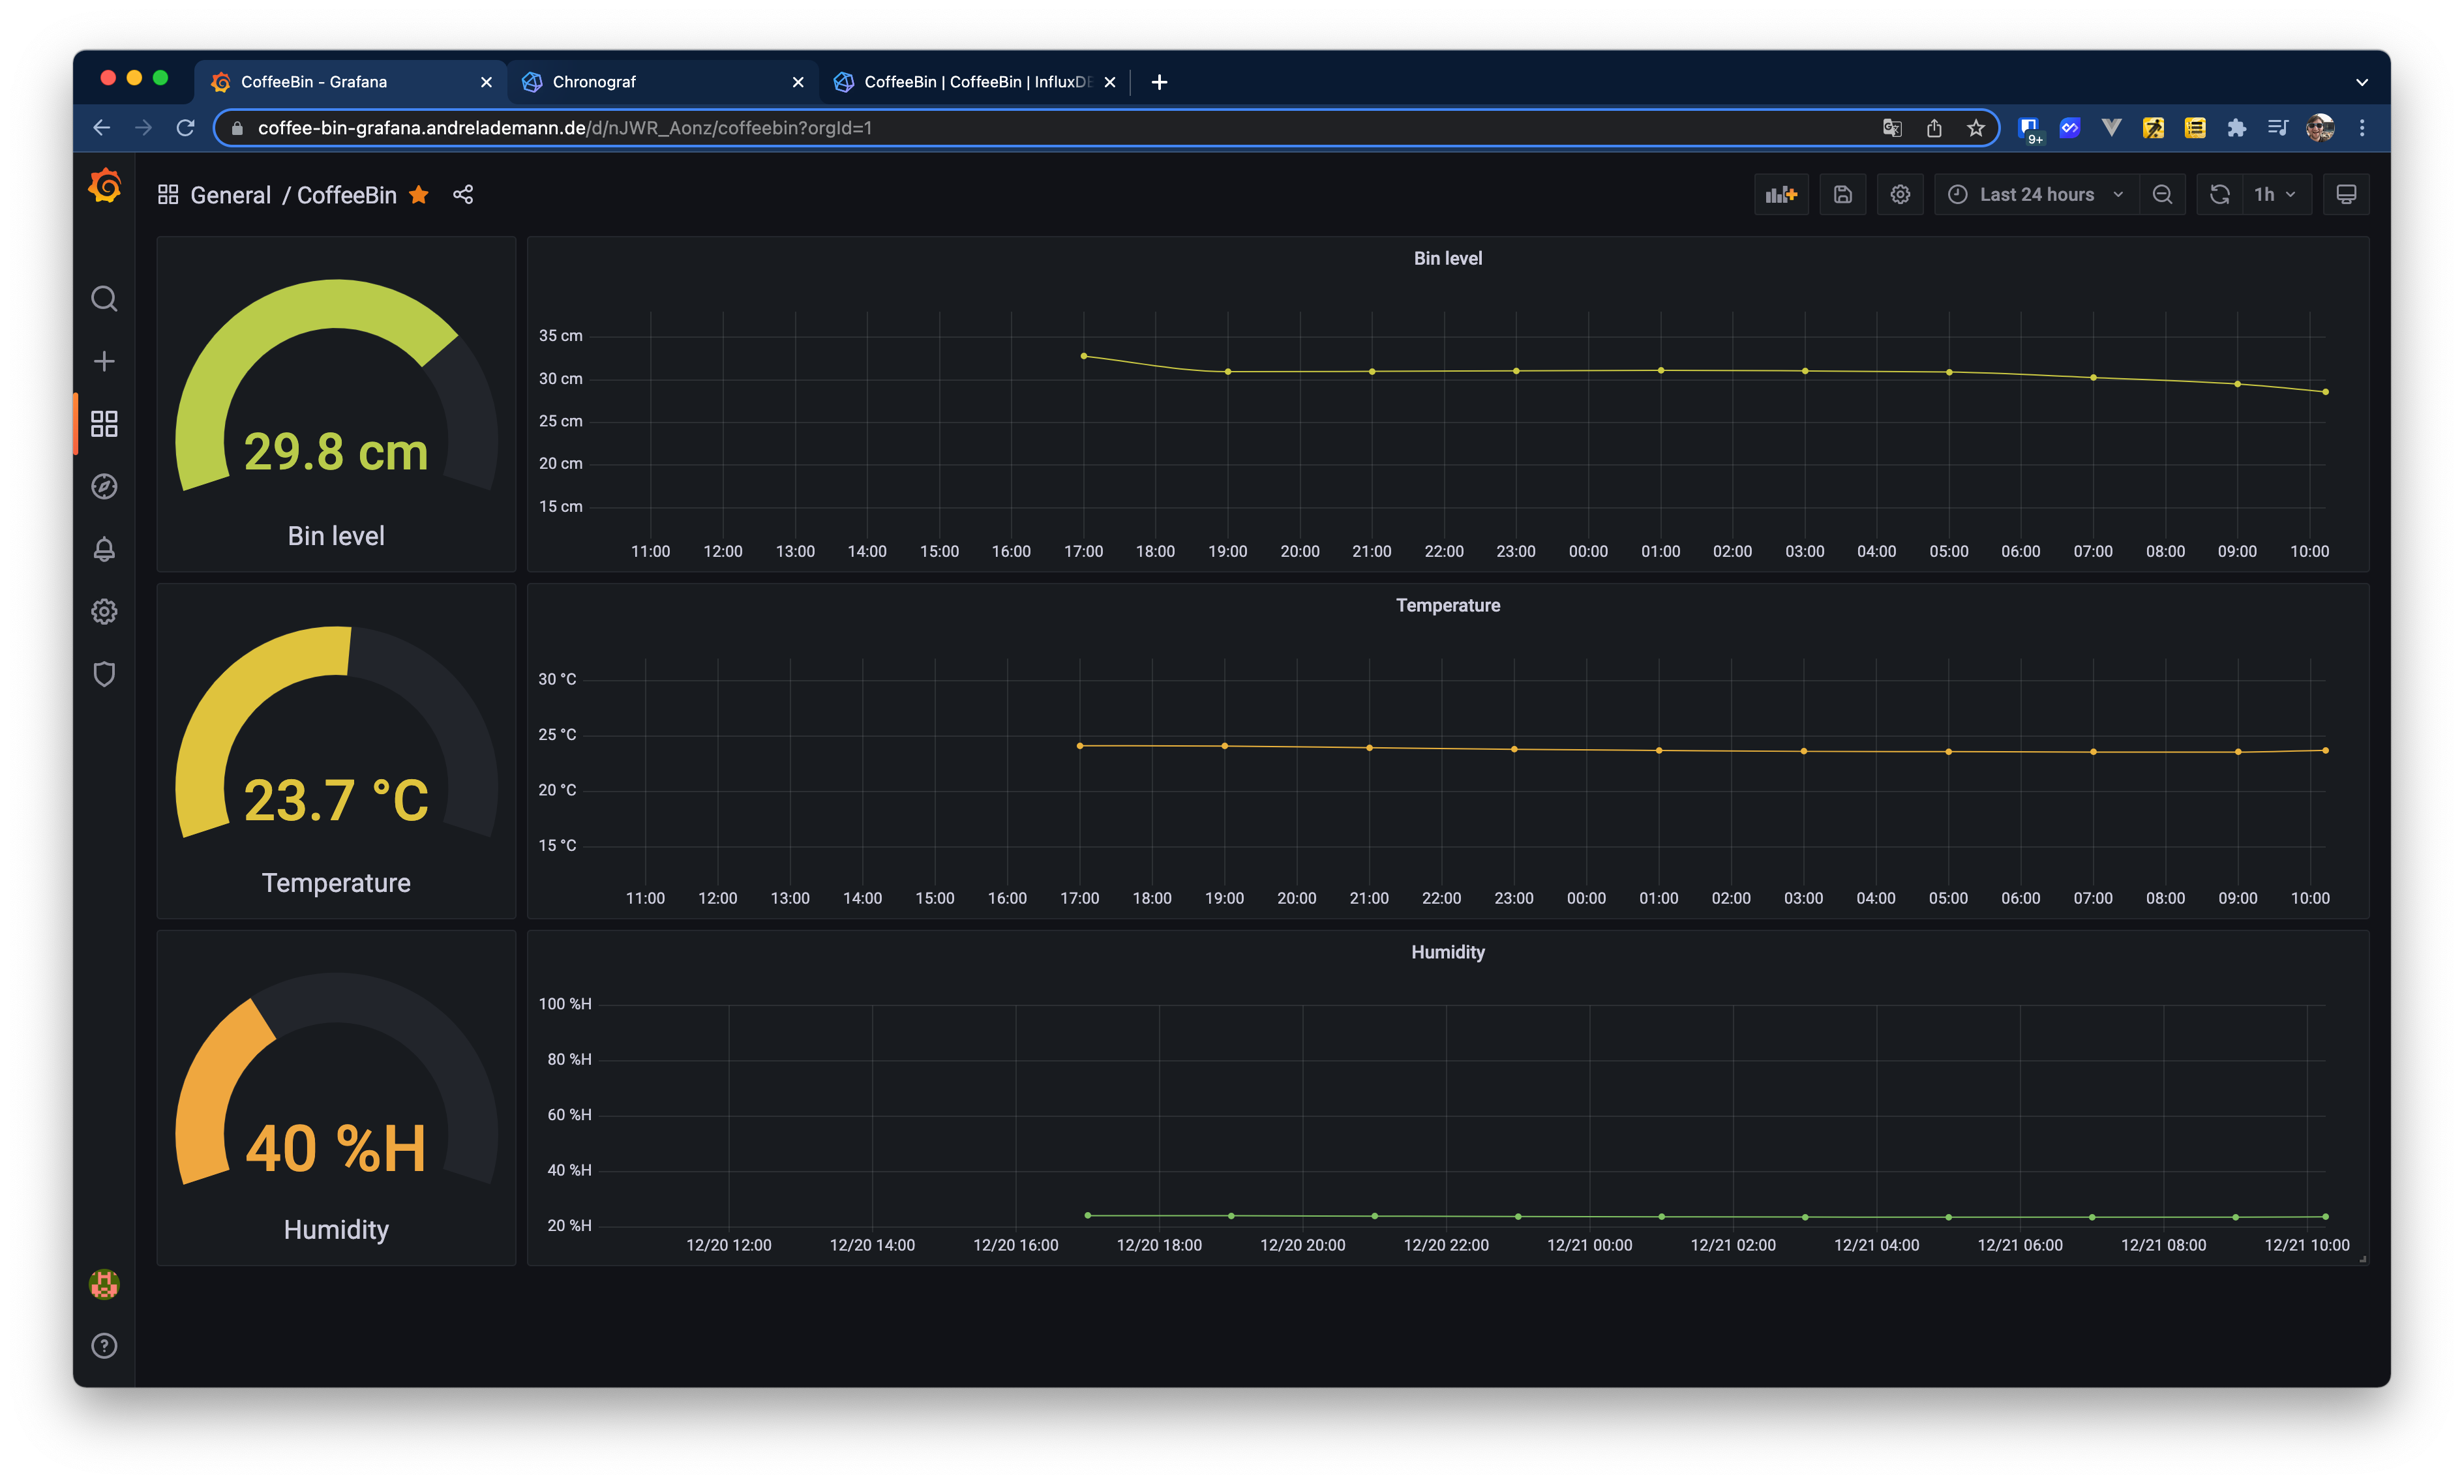 CoffeeBin - Grafana
Chronograf
CoffeeBin | CoffeeBin | InfluxDB
coffee-bin-grafana.andrelademann.de/d/nJWR_Aonz/coffeebin?orgId=1
9+
General / CoffeeBin
Last 24 hours
1h
29.8 cm
Bin level
Bin level
35 cm
30 cm
25 cm
20 cm
15 cm
11:00 12:00 13:00 14:00 15:00 16:00 17:00 18:00 19:00 20:00 21:00 22:00 23:00 00:00 01:00 02:00 03:00 04:00 05:00 06:00 07:00 08:00 09:00 10:00
23.7 °C
Temperature
Temperature
30 °C
25 °C
20 °C
15 °C
11:00 12:00 13:00 14:00 15:00 16:00 17:00 18:00 19:00 20:00 21:00 22:00 23:00 00:00 01:00 02:00 03:00 04:00 05:00 06:00 07:00 08:00 09:00 10:00
40 %H
Humidity
Humidity
100 %H
80 %H
60 %H
40 %H
20 %H
12/20 12:00 12/20 14:00 12/20 16:00 12/20 18:00 12/20 20:00 12/20 22:00 12/21 00:00 12/21 02:00 12/21 04:00 12/21 06:00 12/21 08:00 12/21 10:00